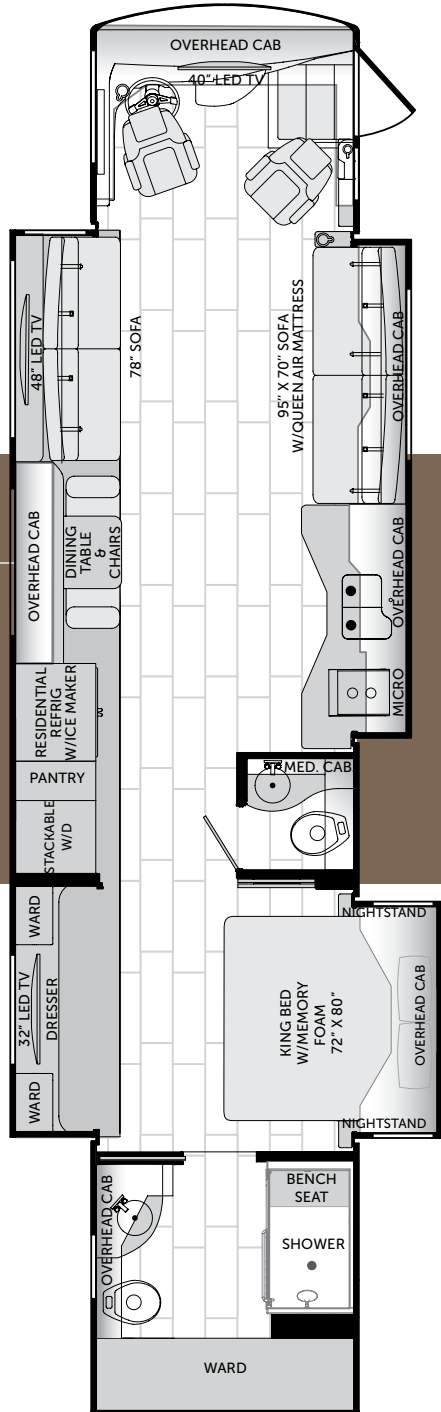 OVERHEAD CAB
40" LED TV
48" LED TV
78" SOFA
95" X 70" SOFA
W/QUEEN AIR MATTRESS
OVERHEAD CAB
OVERHEAD CAB
DINING
TABLE
&
CHAIRS
OVERHEAD CAB
RESIDENTIAL
REFRIG
W/ICE MAKER
MICRO
PANTRY
MED. CAB
STACKABLE
W/D
WARD
NIGHTSTAND
32" LED TV
DRESSER
KING BED
W/MEMORY
FOAM
72" X 80"
OVERHEAD CAB
WARD
NIGHTSTAND
OVERHEAD CAB
BENCH
SEAT
SHOWER
WARD